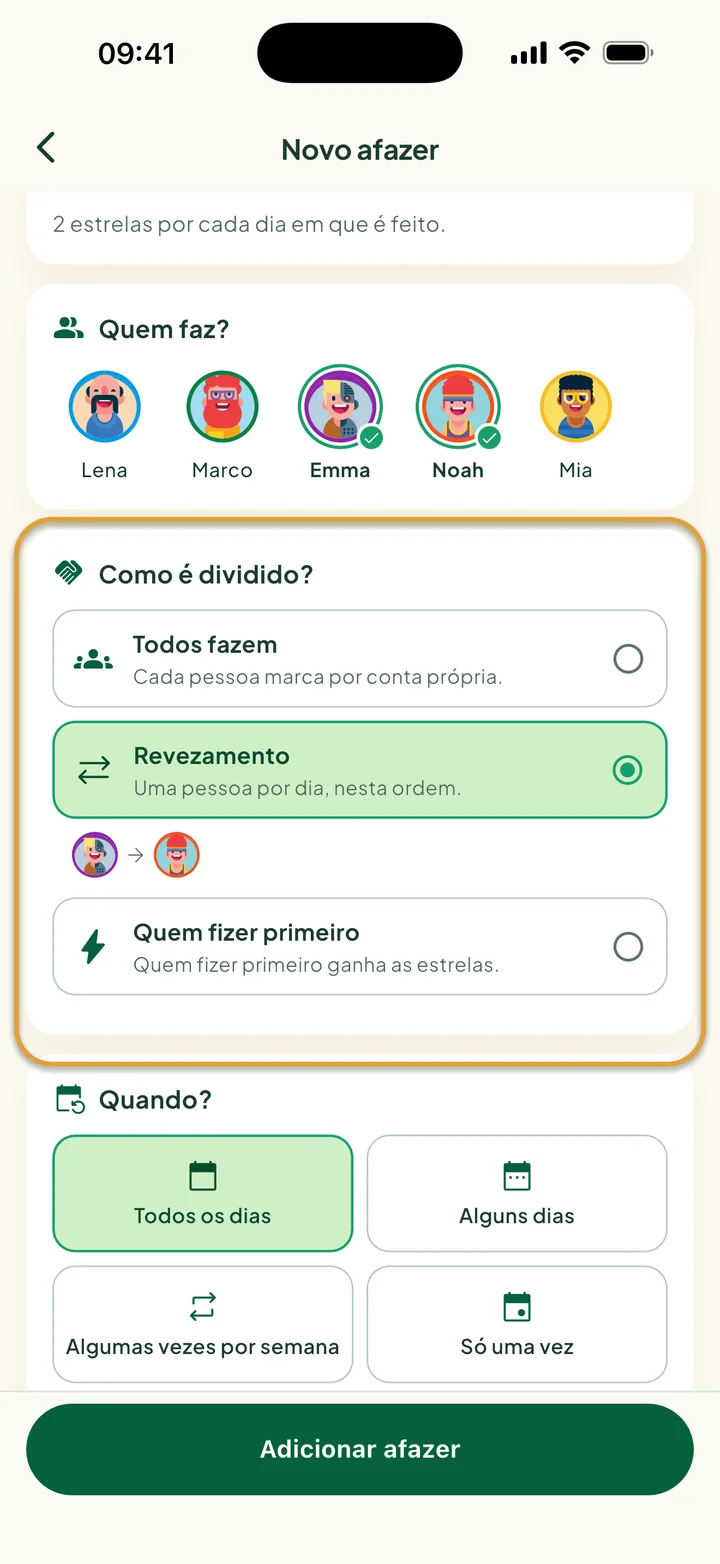 09:41
Novo afazer
2 estrelas por cada dia em que é feito.
Quem faz?
Lena
Marco
Emma
Noah
Mia
Como é dividido?
Todos fazem
Cada pessoa marca por conta própria.
Revezamento
Uma pessoa por dia, nesta ordem.
Quem fizer primeiro
Quem fizer primeiro ganha as estrelas.
Quando?
Todos os dias
Alguns dias
Algumas vezes por semana
Só uma vez
Adicionar afazer